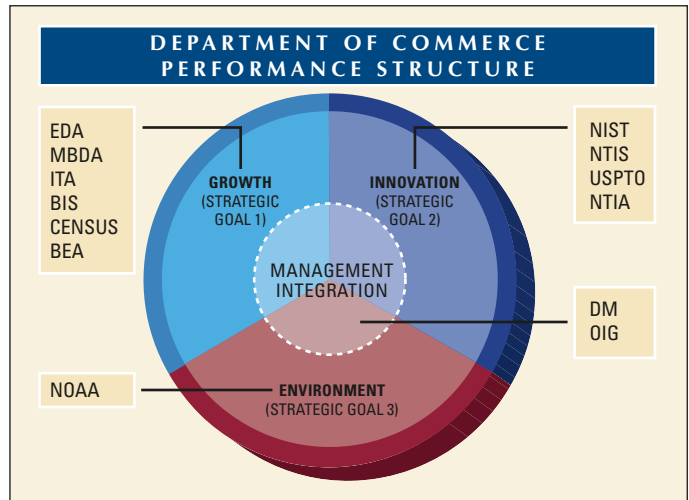 DEPARTMENT OF COMMERCE
PERFORMANCE STRUCTURE
EDA
MBDA
ITA
BIS
CENSUS
BEA
GROWTH
(STRATEGIC
GOAL 1)
INNOVATION
(STRATEGIC
GOAL 2)
NIST
NTIS
USPTO
NTIA
MANAGEMENT
INTEGRATION
DM
OIG
NOAA
ENVIRONMENT
(STRATEGIC GOAL 3)